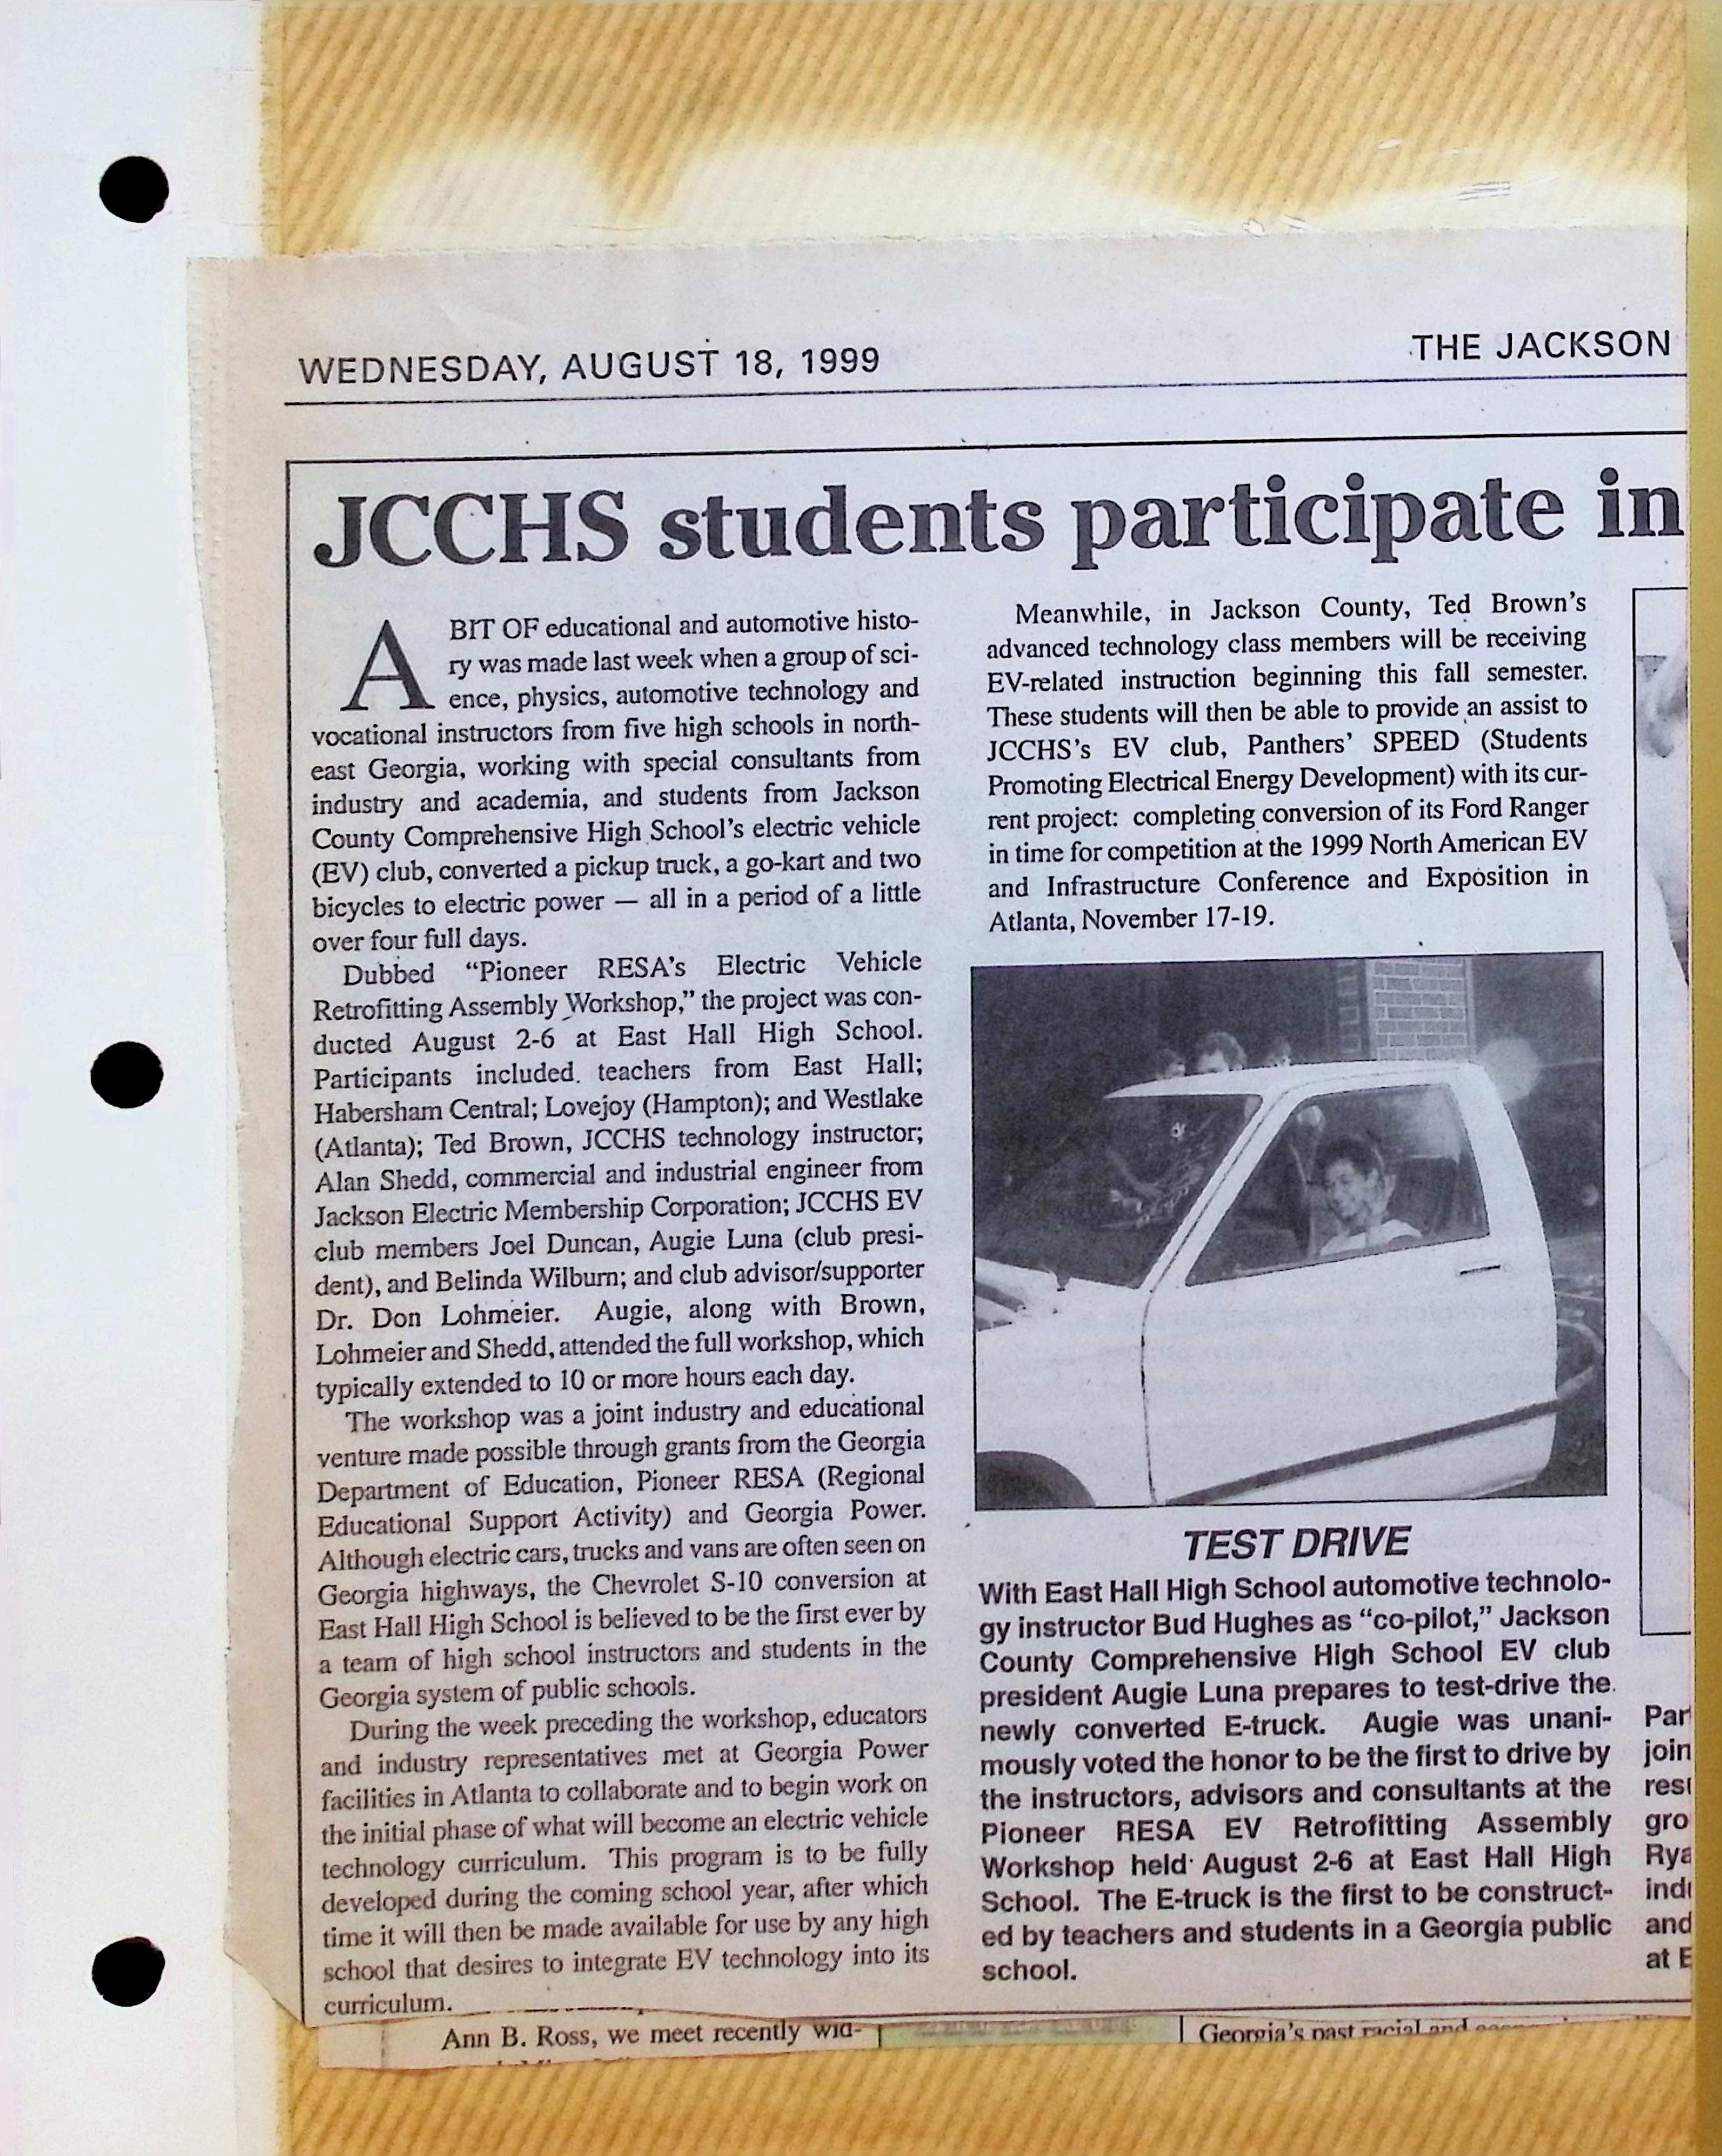 WEDNESDAY, AUGUST 18, 1999
THE JACKSON
JCCHS students participate in
A BIT OF educational and automotive histo-
ry was made last week when a group of sci-
ence, physics, automotive technology and
vocational instructors from five high schools in north-
east Georgia, working with special consultants from
industry and academia, and students from Jackson
County Comprehensive High School's electric vehicle
(EV) club, converted a pickup truck, a go-kart and two
bicycles to electric power — all in a period of a little
over four full days.
Dubbed "Pioneer RESA's Electric Vehicle
Retrofitting Assembly Workshop," the project was con-
ducted August 2-6 at East Hall High School.
Participants included teachers from East Hall;
Habersham Central; Lovejoy (Hampton); and Westlake
(Atlanta); Ted Brown, JCCHS technology instructor;
Alan Shedd, commercial and industrial engineer from
Jackson Electric Membership Corporation; JCCHS EV
club members Joel Duncan, Augie Luna (club presi-
dent), and Belinda Wilburn; and club advisor/supporter
Dr. Don Lohmeier. Augie, along with Brown,
Lohmeier and Shedd, attended the full workshop, which
typically extended to 10 or more hours each day.
The workshop was a joint industry and educational
venture made possible through grants from the Georgia
Department of Education, Pioneer RESA (Regional
Educational Support Activity) and Georgia Power.
Although electric cars, trucks and vans are often seen on
Georgia highways, the Chevrolet S-10 conversion at
East Hall High School is believed to be the first ever by
a team of high school instructors and students in the
Georgia system of public schools.
During the week preceding the workshop, educators
and industry representatives met at Georgia Power
facilities in Atlanta to collaborate and to begin work on
the initial phase of what will become an electric vehicle
technology curriculum. This program is to be fully
developed during the coming school year, after which
time it will then be made available for use by any high
school that desires to integrate EV technology into its
curriculum.
Meanwhile, in Jackson County, Ted Brown's
advanced technology class members will be receiving
EV-related instruction beginning this fall semester.
These students will then be able to provide an assist to
JCCHS's EV club, Panthers' SPEED (Students
Promoting Electrical Energy Development) with its cur-
rent project: completing conversion of its Ford Ranger
in time for competition at the 1999 North American EV
and Infrastructure Conference and Exposition in
Atlanta, November 17-19.
TEST DRIVE
With East Hall High School automotive technolo-
gy instructor Bud Hughes as "co-pilot," Jackson
County Comprehensive High School EV club
president Augie Luna prepares to test-drive the
newly converted E-truck. Augie was unani-
mously voted the honor to be the first to drive by
the instructors, advisors and consultants at the
Pioneer RESA EV Retrofitting Assembly
Workshop held August 2-6 at East Hall High
School. The E-truck is the first to be construct-
ed by teachers and students in a Georgia public
school.
Par
join
res
gro
Rya
ind
and
at E
Ann B. Ross, we meet recently wid-
Georgia's past racial and